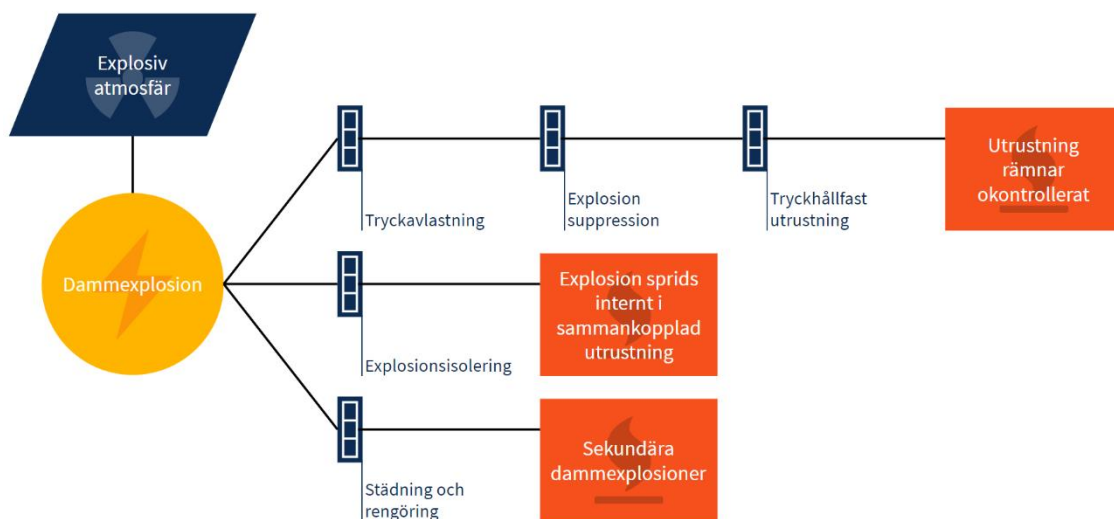 Explosiv
atmosfär
Dammexplosion
Tryckavlastning
Explosion
suppression
Tryckhållfast
utrustning
Utrustning
rämnar
okontrollerat
Explosionsisolering
Explosion sprids
internt i
sammankopplad
utrustning
Städning och
rengöring
Sekundära
dammexplosioner